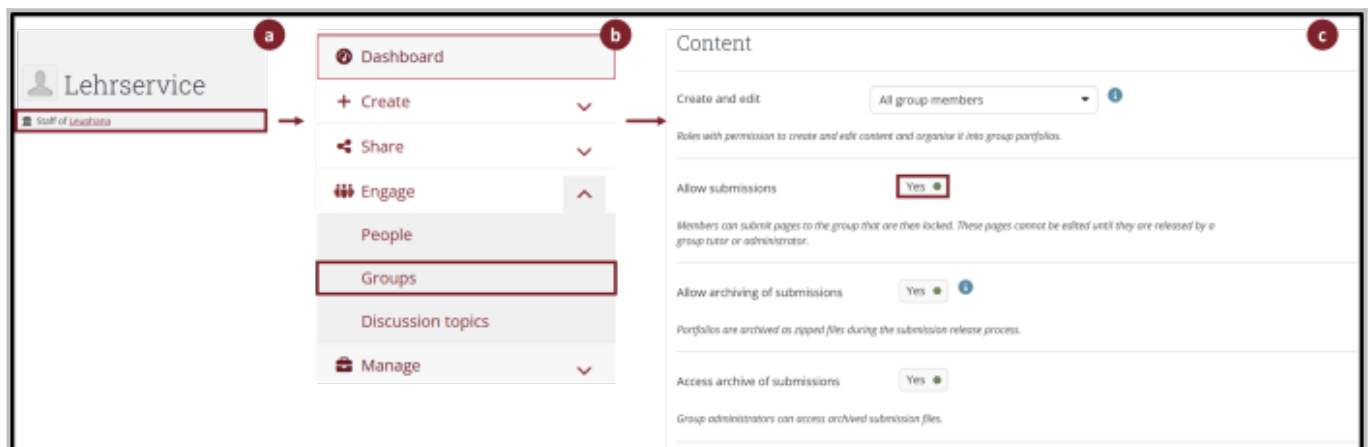 a
Lehrservice
Staff of Leuphana
b
Dashboard
Create
Share
Engage
People
Groups
Discussion topics
Manage
c
Content
Create and edit All group members
Roles with permission to create and edit content and organise it into group portfolios.
Allow submissions Yes
Members can submit pages to the group that are then locked. These pages cannot be edited until they are released by a
group tutor or administrator.
Allow archiving of submissions Yes
Portfolios are archived as zipped files during the submission release process.
Access archive of submissions Yes
Group administrators can access archived submission files.